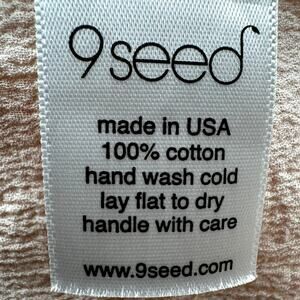 9seed
made in USA
100% cotton
hand wash cold
lay flat to dry
handle with care
www.9seed.com